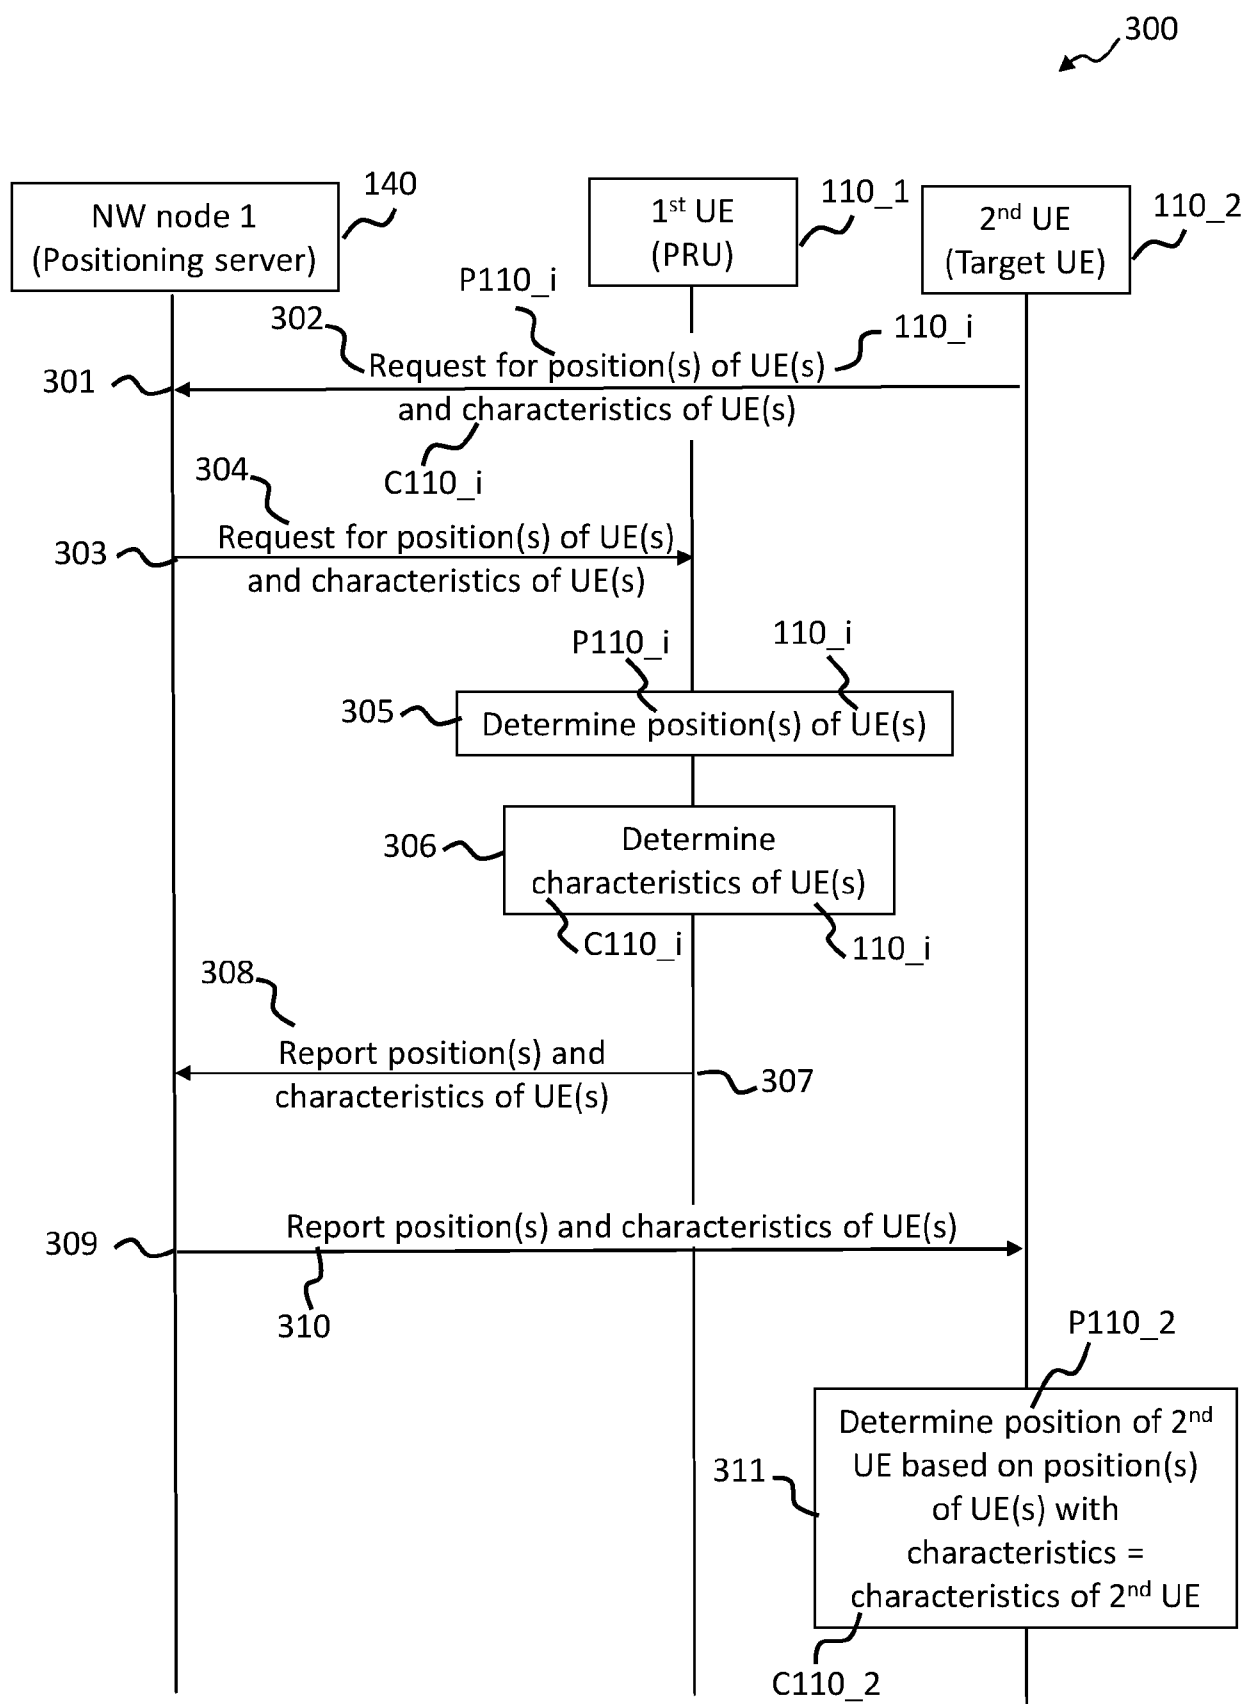 300
NW node 1
(Positioning server)
140
1st UE
(PRU)
110_1
2nd UE
(Target UE)
110_2
P110_i
302
110_i
Request for position(s) of UE(s)
301
and characteristics of UE(s)
C110_i
304
Request for position(s) of UE(s)
303
and characteristics of UE(s)
P110_i
110_i
305
Determine position(s) of UE(s)
306
Determine
characteristics of UE(s)
C110_i
110_i
308
Report position(s) and
307
characteristics of UE(s)
Report position(s) and characteristics of UE(s)
309
310
P110_2
311
Determine position of 2nd
UE based on position(s)
of UE(s) with
characteristics =
characteristics of 2nd UE
C110_2